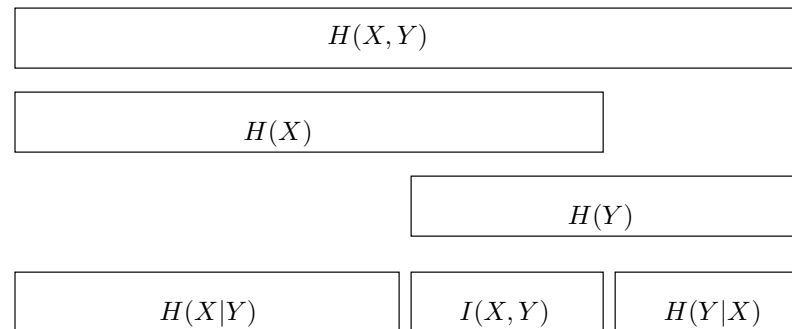 H(X, Y)
H(X)
H(Y)
H(X|Y) I(X, Y) H(Y|X)